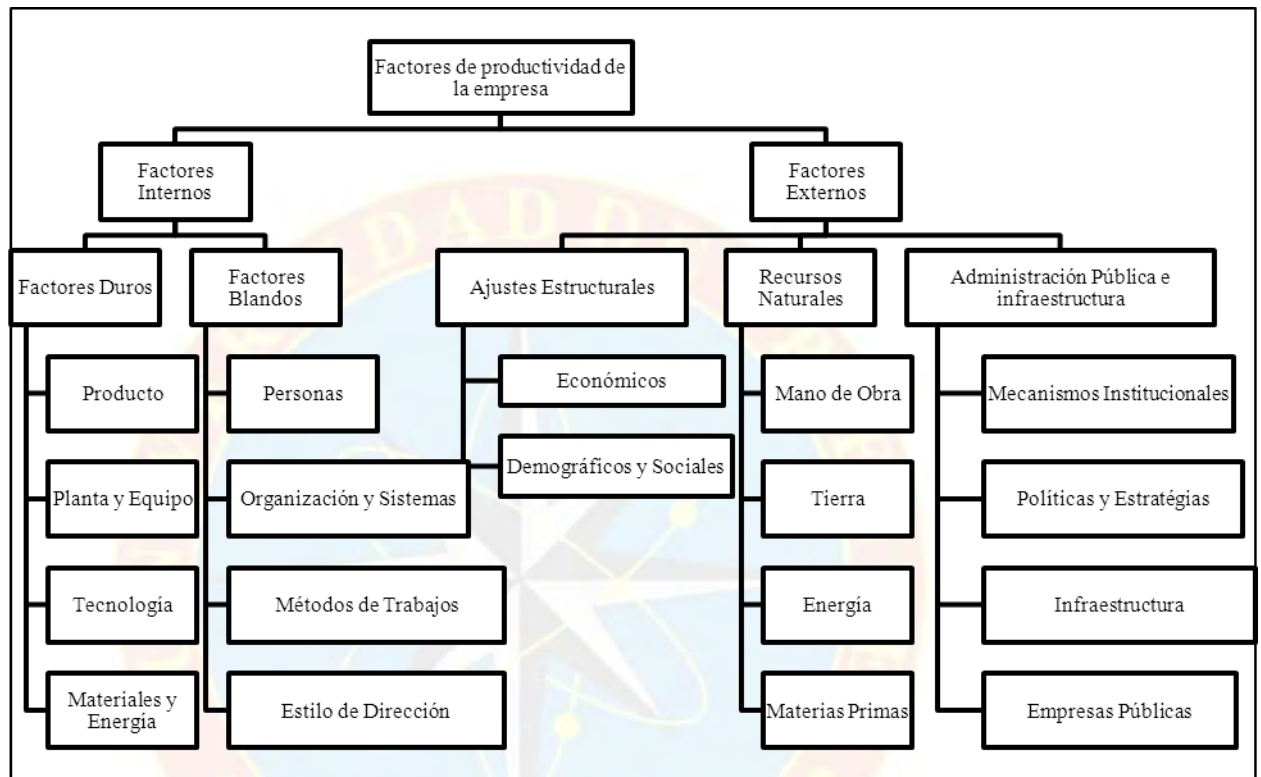 Factores de productividad de
la empresa
Factores
Internos
Factores
Externos
Factores Duros
Factores
Blandos
Ajustes Estructurales
Recursos
Naturales
Administración Pública e
infraestructura
Producto
Planta y Equipo
Tecnología
Materiales y
Energía
Personas
Organización y Sistemas
Métodos de Trabajos
Estilo de Dirección
Económicos
Demográficos y Sociales
Mano de Obra
Tierra
Energía
Materias Primas
Mecanismos Institucionales
Políticas y Estratégias
Infraestructura
Empresas Públicas